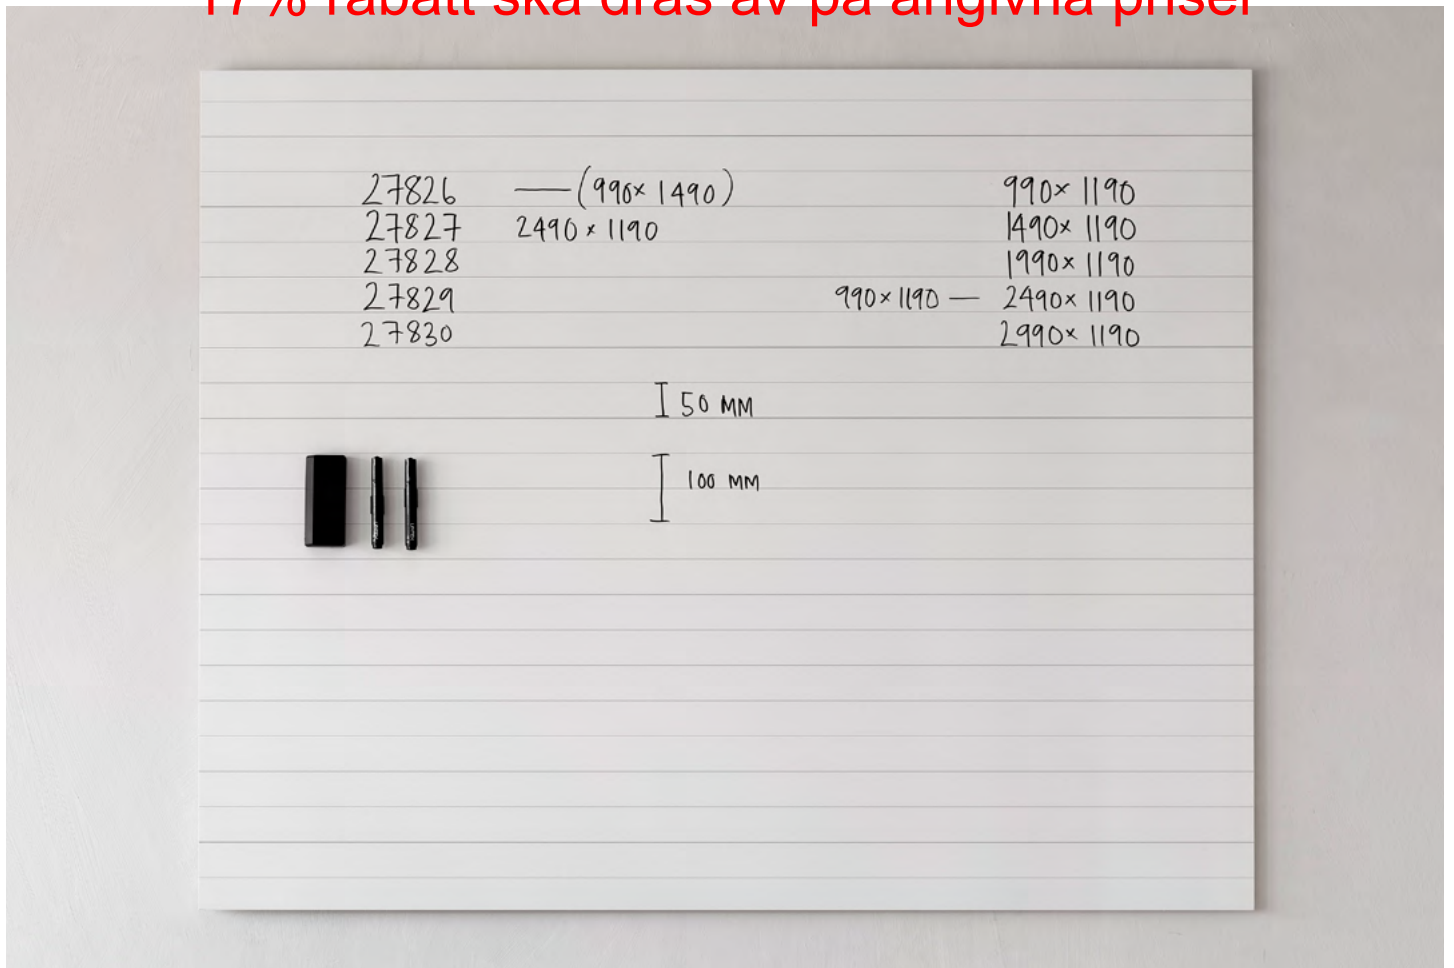 17% rabatt ska dras av på angivna priser
27826 — (990 x 1490) 990 x 1190
27827 2490 x 1190 1490 x 1190
27828 1990 x 1190
27829 990 x 1190 — 2490 x 1190
27830 2990 x 1190
50 MM
100 MM